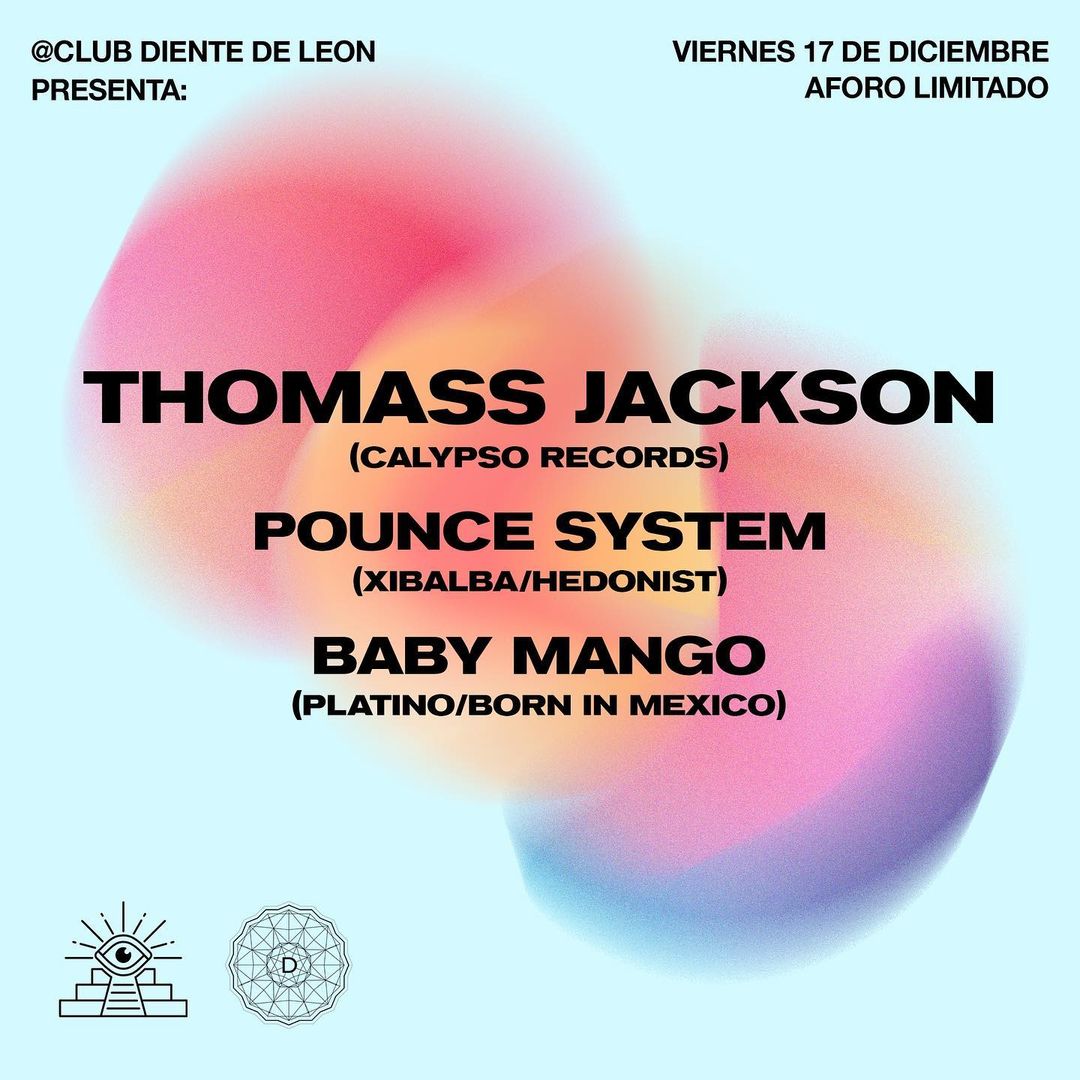 @CLUB DIENTE DE LEON
PRESENTA:
VIERNES 17 DE DICIEMBRE
AFORO LIMITADO
THOMASS JACKSON
(CALYPSO RECORDS)
POUNCE SYSTEM
(XIBALBA/HEDONIST)
BABY MANGO
(PLATINO/BORN IN MEXICO)
D